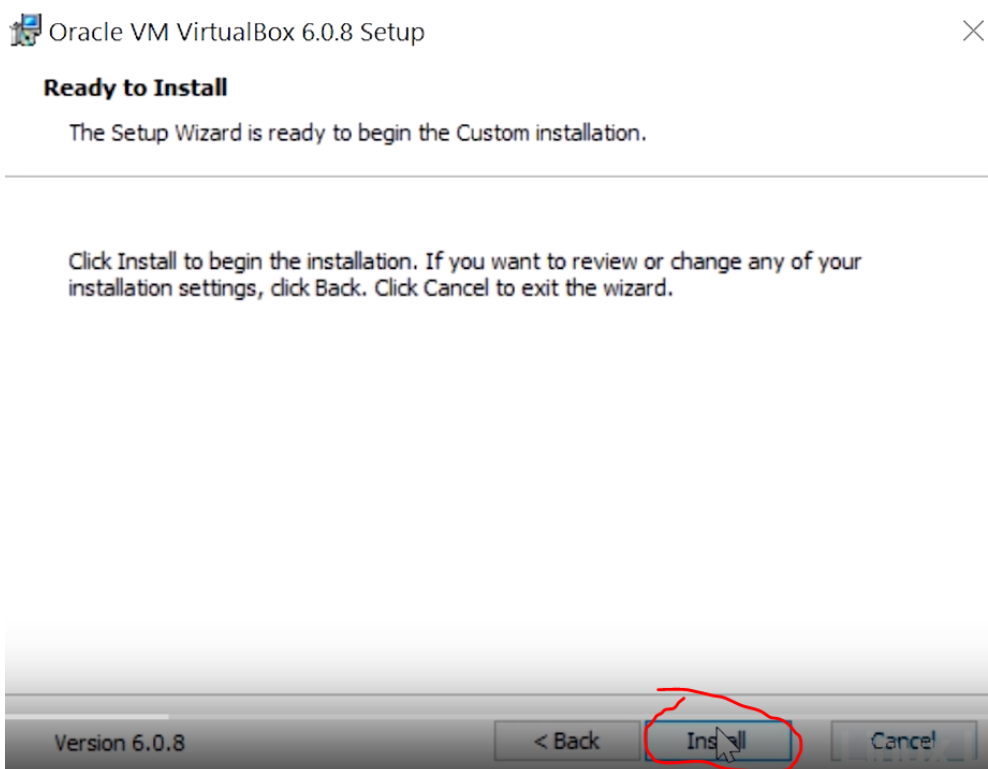 Oracle VM VirtualBox 6.0.8 Setup
Ready to Install
The Setup Wizard is ready to begin the Custom installation.
Click Install to begin the installation. If you want to review or change any of your
installation settings, click Back. Click Cancel to exit the wizard.
Version 6.0.8
< Back
Install
Cancel